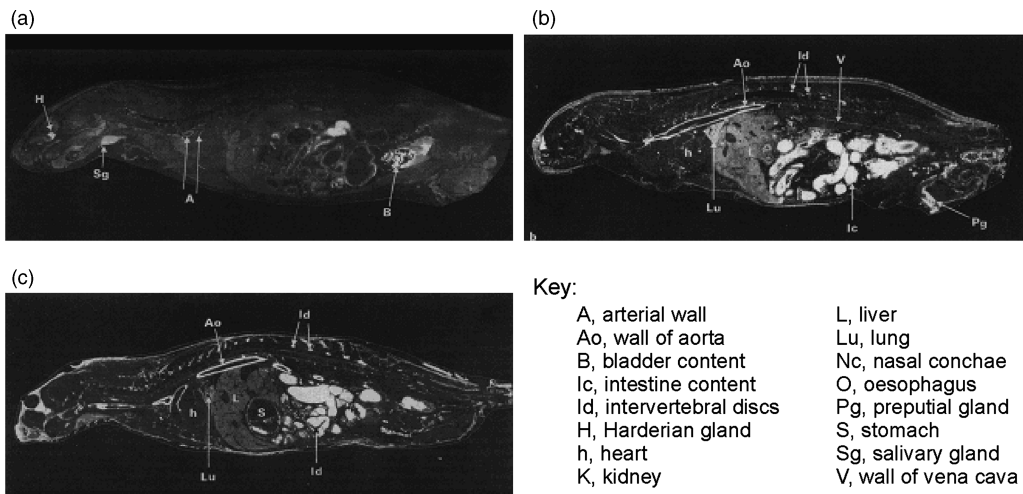 (a)
H
Sg
A
B
(b)
Ao
Id
V
h
L
Lu
Ic
Pg
b
(c)
Ao
Id
h
L
S
Lu
Id
Key:
A, arterial wall
Ao, wall of aorta
B, bladder content
Ic, intestine content
Id, intervertebral discs
H, Harderian gland
h, heart
K, kidney
L, liver
Lu, lung
Nc, nasal conchae
O, oesophagus
Pg, preputial gland
S, stomach
Sg, salivary gland
V, wall of vena cava